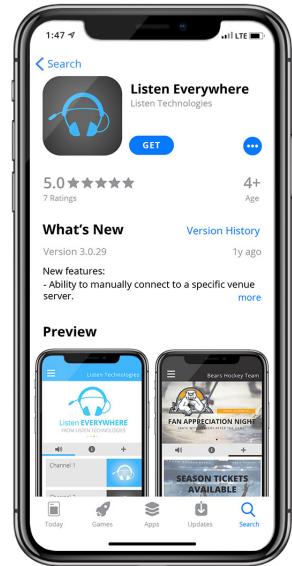 1:47
LTE
Search
Listen Everywhere
Listen Technologies
GET
5.0
4+
7 Ratings
Age
What's New
Version History
Version 3.0.29
1y ago
New features:
- Ability to manually connect to a specific venue
server.
more
Preview
Listen Technologies
Bears Hockey Team
Listen EVERYWHERE
FROM LISTEN TECHNOLOGIES
FAN APPRECIATION NIGHT
Channel 1
SEASON TICKETS
AVAILABLE
Today
Games
Apps
Updates
Search